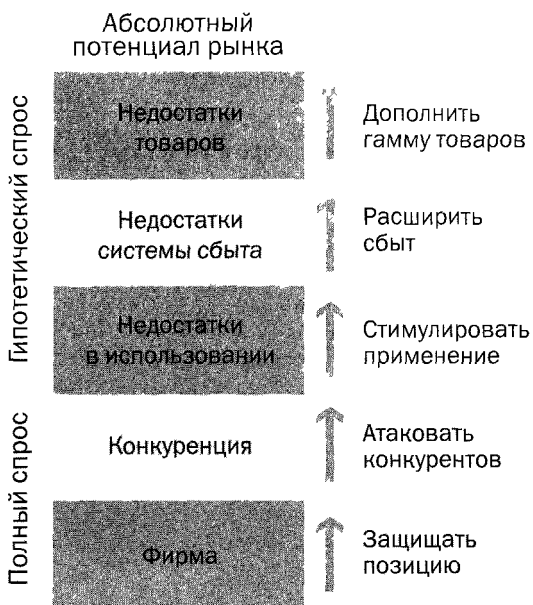 Абсолютный
потенциал рынка
Гипотетический спрос
Недостатки
товаров
Дополнить
гамму товаров
Недостатки
системы сбыта
Расширить
сбыт
Недостатки
в использовании
Стимулировать
применение
Полный спрос
Конкуренция
Атаковать
конкурентов
Фирма
Защищать
позицию